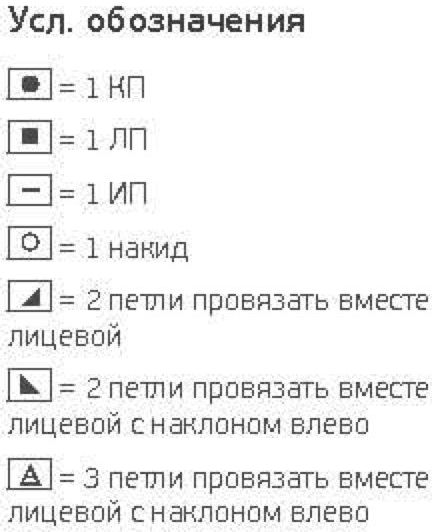 Усл. обозначения
= 1 КП
= 1 ЛП
= 1 ИП
= 1 накид
= 2 петли провязать вместе
лицевой
= 2 петли провязать вместе
лицевой с наклоном влево
= 3 петли провязать вместе
лицевой с наклоном влево